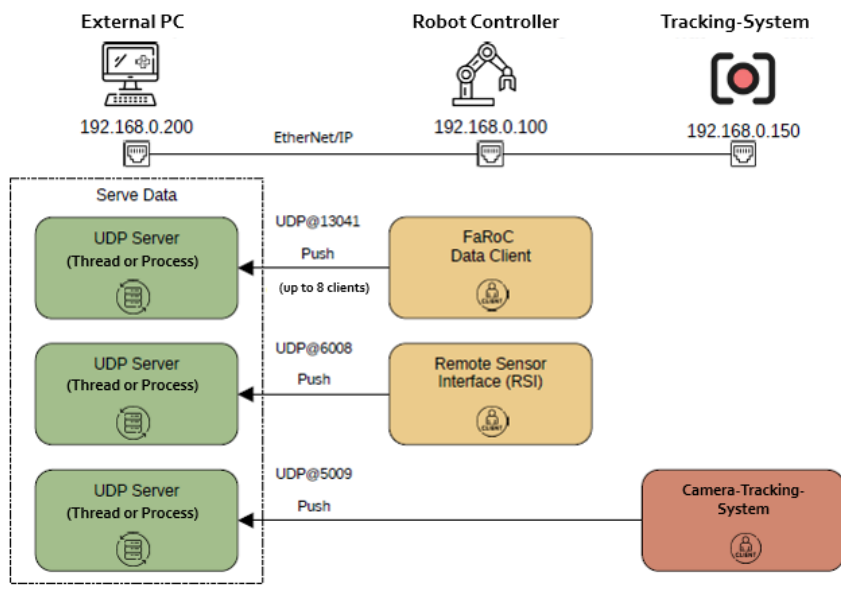 External PC
Robot Controller
Tracking-System
192.168.0.200
192.168.0.100
192.168.0.150
EtherNet/IP
Serve Data
UDP Server
(Thread or Process)
UDP@13041
Push
(up to 8 clients)
FaRoC
Data Client
CLIENT
UDP Server
(Thread or Process)
UDP@6008
Push
Remote Sensor
Interface (RSI)
CLIENT
UDP Server
(Thread or Process)
UDP@5009
Push
Camera-Tracking-
System
CLIENT